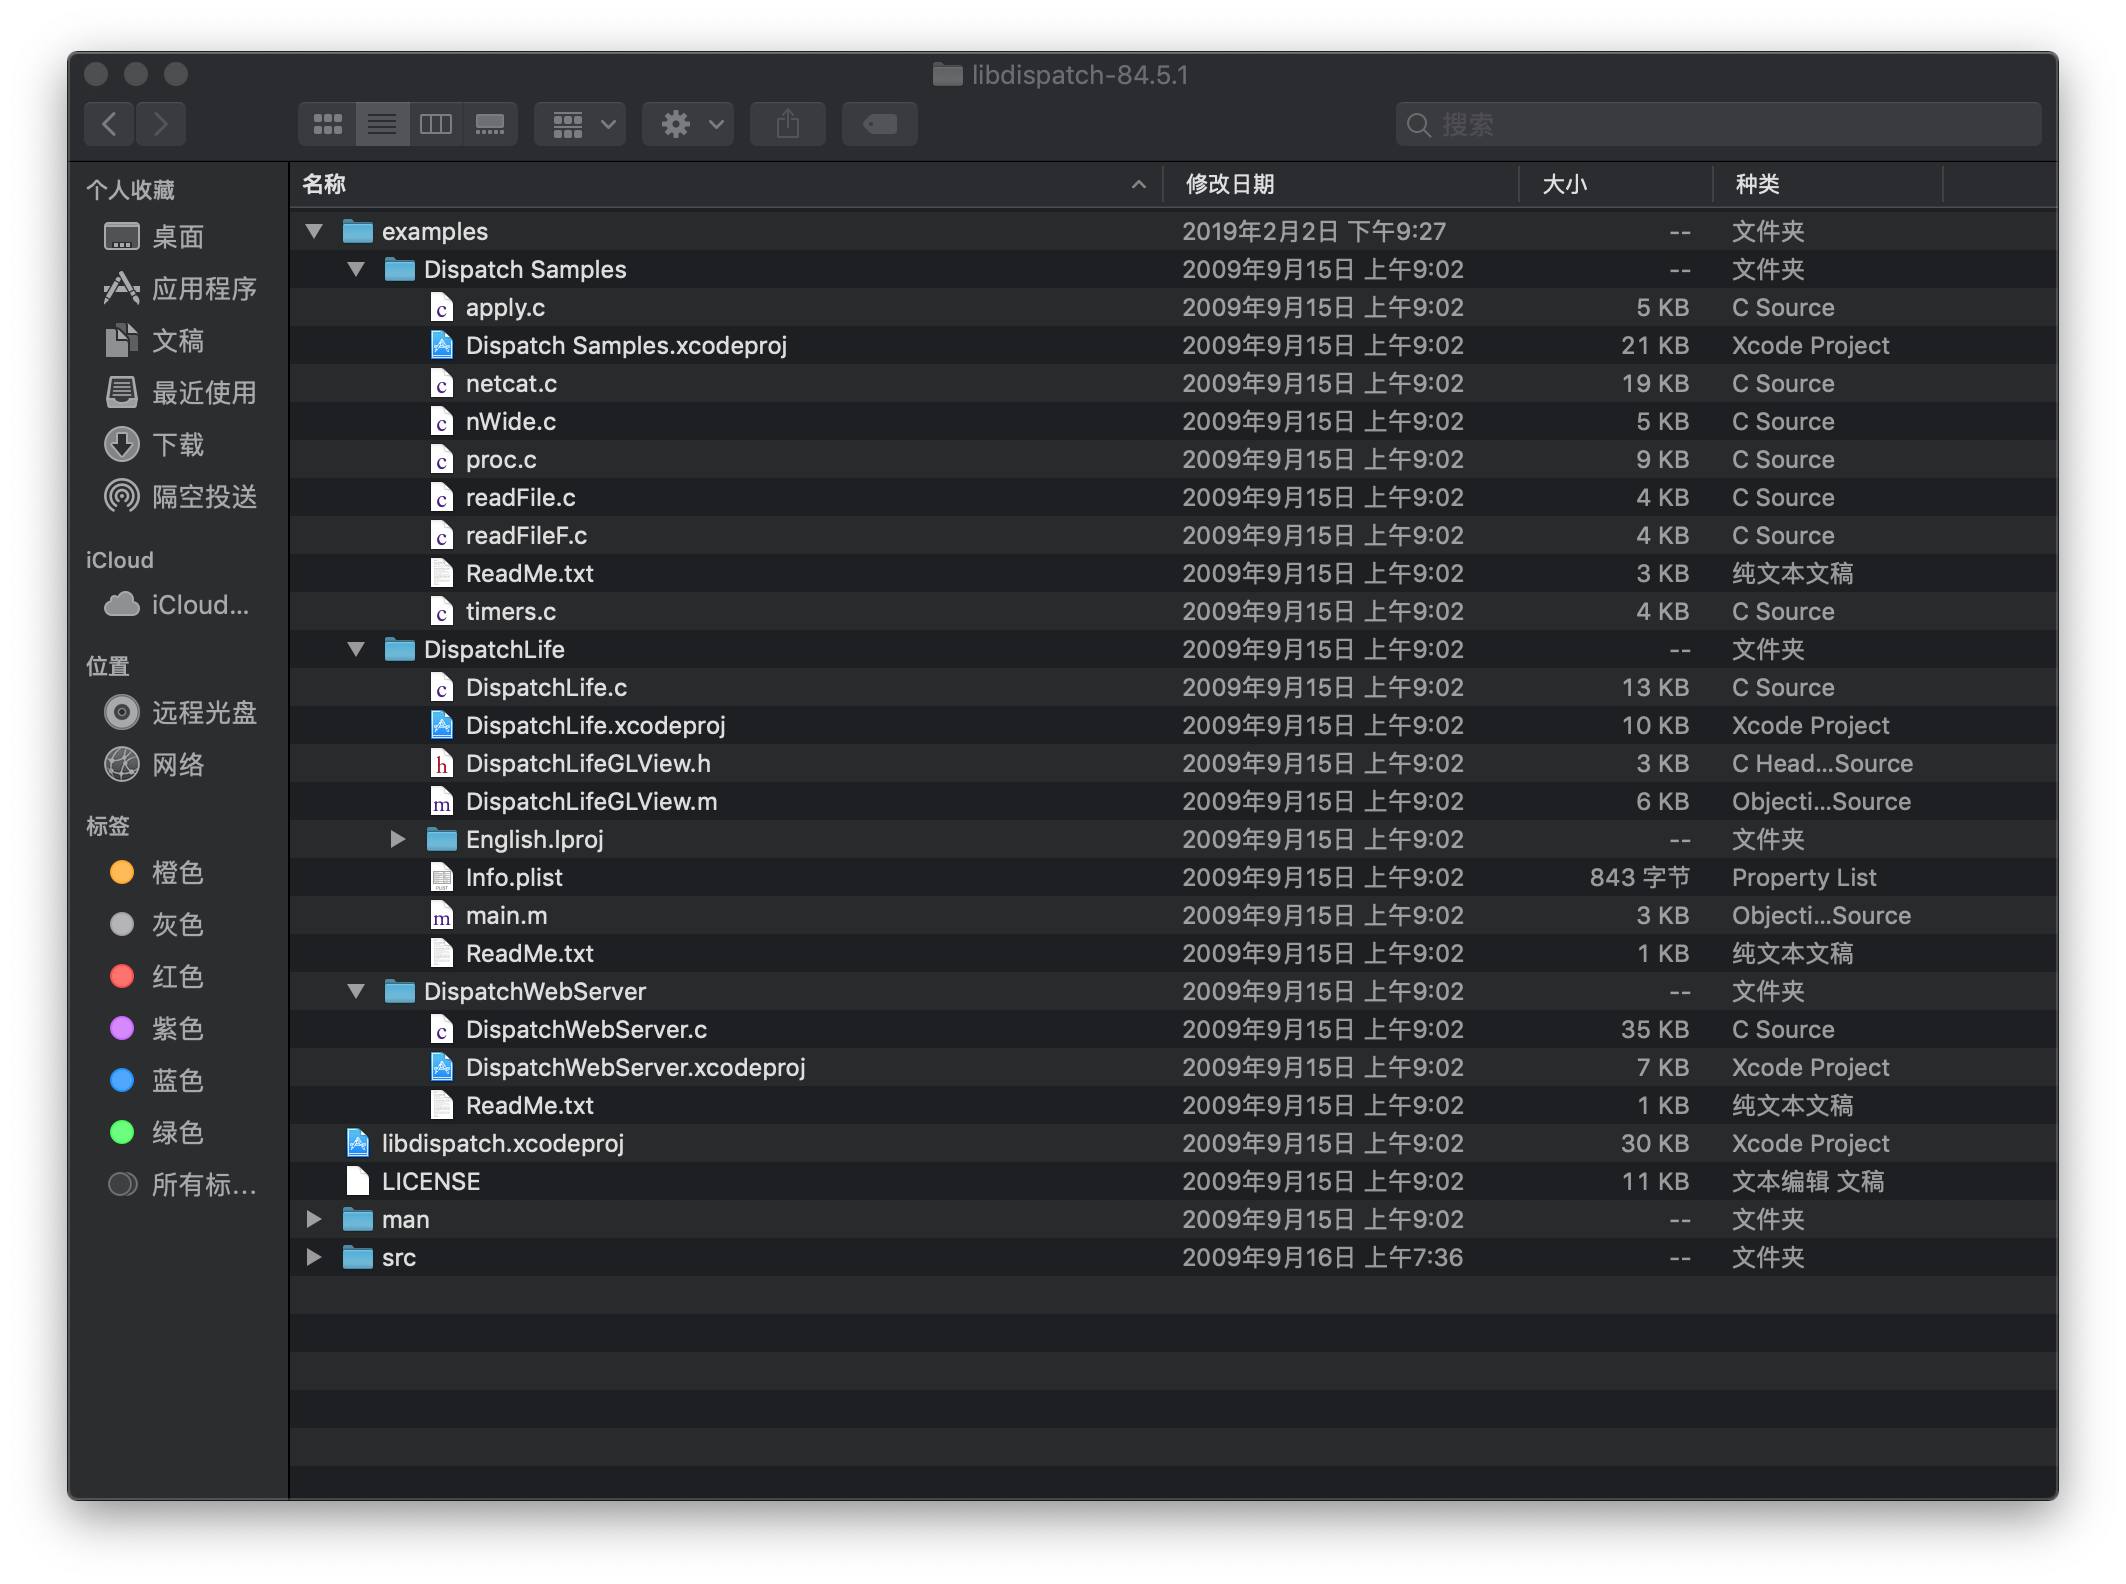 libdispatch-84.5.1
搜索
个人收藏
桌面
应用程序
文稿
最近使用
下载
隔空投送
iCloud
iCloud...
位置
远程光盘
网络
标签
橙色
灰色
红色
紫色
蓝色
绿色
所有标...
名称 修改日期 大小 种类
examples 2019年2月2日 下午9:27 -- 文件夹
Dispatch Samples 2009年9月15日 上午9:02 -- 文件夹
apply.c 2009年9月15日 上午9:02 5 KB C Source
Dispatch Samples.xcodeproj 2009年9月15日 上午9:02 21 KB Xcode Project
netcat.c 2009年9月15日 上午9:02 19 KB C Source
nWide.c 2009年9月15日 上午9:02 5 KB C Source
proc.c 2009年9月15日 上午9:02 9 KB C Source
readFile.c 2009年9月15日 上午9:02 4 KB C Source
readFileF.c 2009年9月15日 上午9:02 4 KB C Source
ReadMe.txt 2009年9月15日 上午9:02 3 KB 纯文本文稿
timers.c 2009年9月15日 上午9:02 4 KB C Source
DispatchLife 2009年9月15日 上午9:02 -- 文件夹
DispatchLife.c 2009年9月15日 上午9:02 13 KB C Source
DispatchLife.xcodeproj 2009年9月15日 上午9:02 10 KB Xcode Project
DispatchLifeGLView.h 2009年9月15日 上午9:02 3 KB C Head...Source
DispatchLifeGLView.m 2009年9月15日 上午9:02 6 KB Objecti...Source
English.lproj 2009年9月15日 上午9:02 -- 文件夹
Info.plist 2009年9月15日 上午9:02 843 字节 Property List
main.m 2009年9月15日 上午9:02 3 KB Objecti...Source
ReadMe.txt 2009年9月15日 上午9:02 1 KB 纯文本文稿
DispatchWebServer 2009年9月15日 上午9:02 -- 文件夹
DispatchWebServer.c 2009年9月15日 上午9:02 35 KB C Source
DispatchWebServer.xcodeproj 2009年9月15日 上午9:02 7 KB Xcode Project
ReadMe.txt 2009年9月15日 上午9:02 1 KB 纯文本文稿
libdispatch.xcodeproj 2009年9月15日 上午9:02 30 KB Xcode Project
LICENSE 2009年9月15日 上午9:02 11 KB 文本编辑 文稿
man 2009年9月15日 上午9:02 -- 文件夹
src 2009年9月16日 上午7:36 -- 文件夹